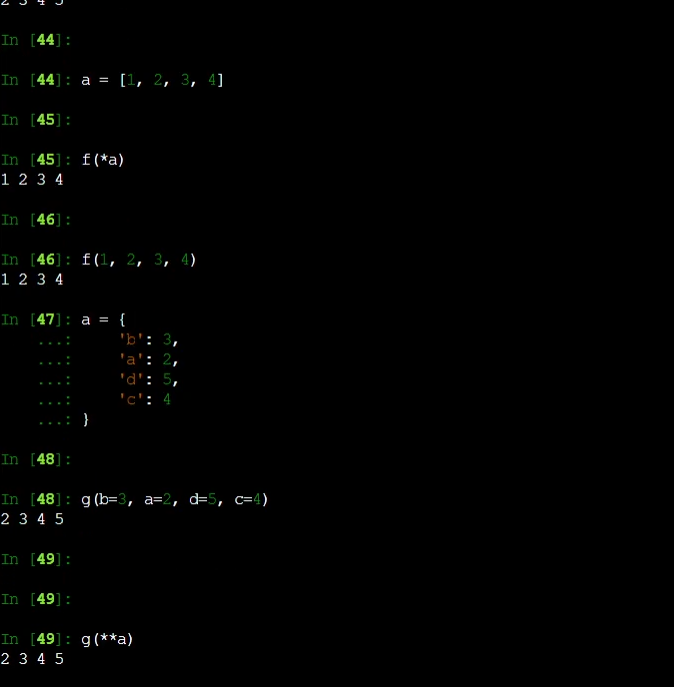 2 3 4 5
In [44]:
In [44]: a = [1, 2, 3, 4]
In [45]:
In [45]: f(*a)
1 2 3 4
In [46]:
In [46]: f(1, 2, 3, 4)
1 2 3 4
In [47]: a = {
...:     'b': 3,
...:     'a': 2,
...:     'd': 5,
...:     'c': 4
...: }
In [48]:
In [48]: g(b=3, a=2, d=5, c=4)
2 3 4 5
In [49]:
In [49]:
In [49]: g(**a)
2 3 4 5